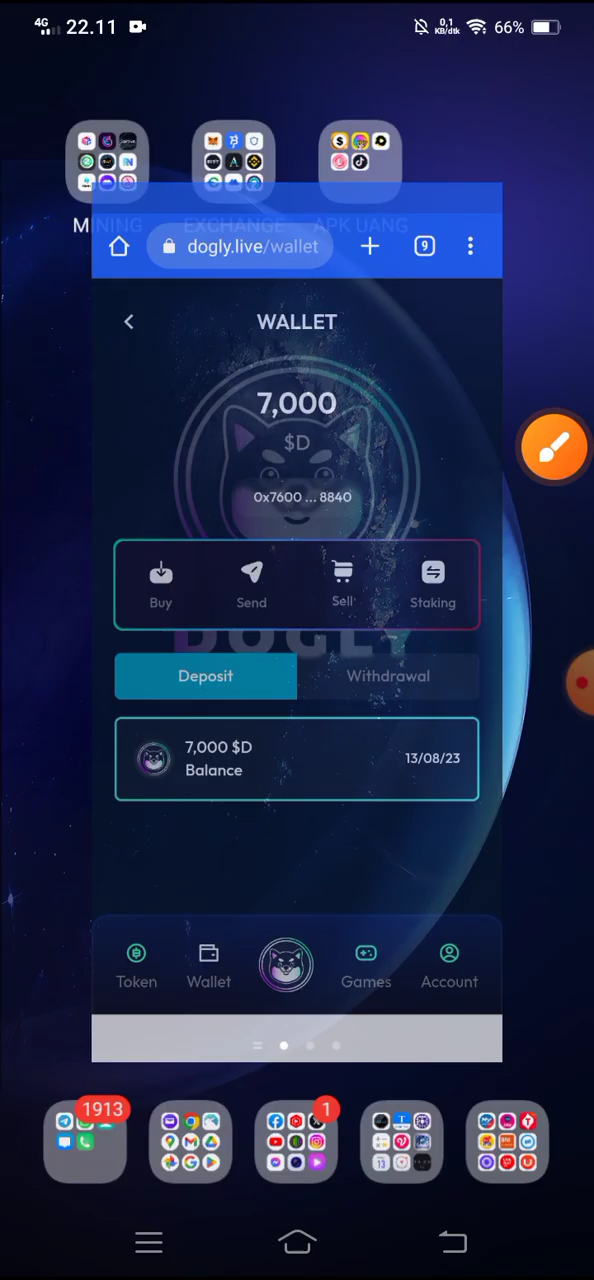 4G 22.11 0,1 KB/dtk 66%
MINING EXCHANGE APK UANG
dogly.live/wallet 9
WALLET
7,000
$D
0x7600 ... 8840
Buy Send Sell Staking
DOGLY
Deposit Withdrawal
7,000 $D
Balance
13/08/23
Token Wallet Games Account
1913 1